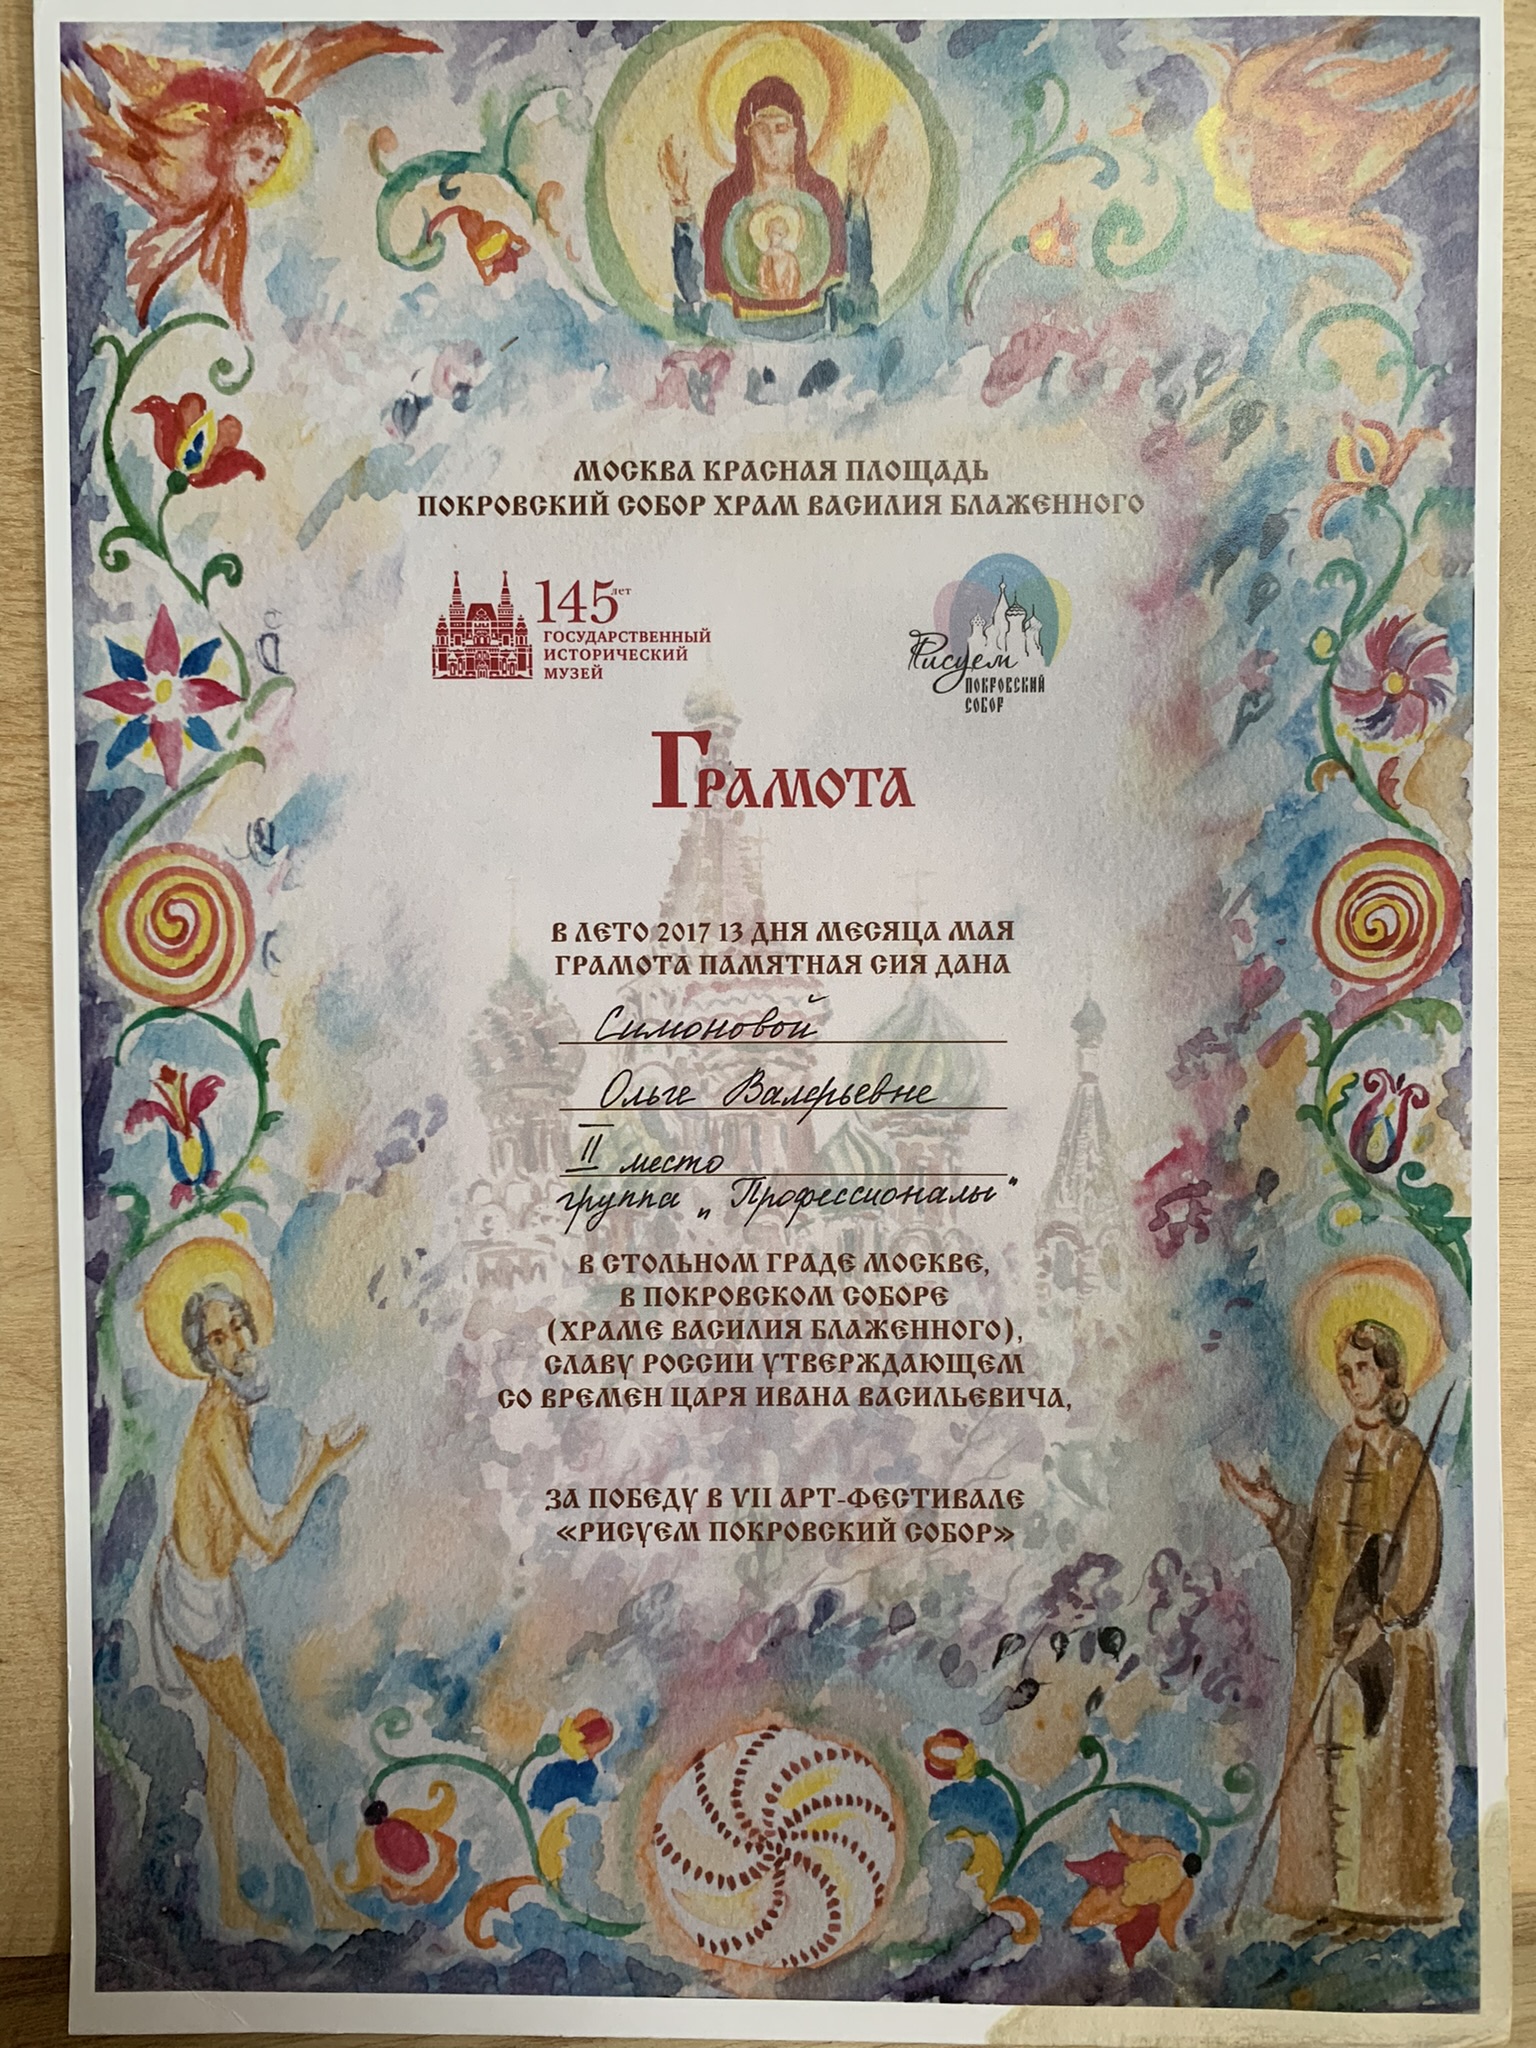 МОСКВА КРАСНАЯ ПЛОЩАДЬ
ПОКРОВСКИЙ СОБОР ХРАМ ВАСИЛИЯ БЛАЖЕННОГО
145 лет
ГОСУДАРСТВЕННЫЙ
ИСТОРИЧЕСКИЙ
МУЗЕЙ
Рисуем
ПОКРОВСКИЙ
СОБОР
ГРАМОТА
В ЛЕТО 2017 13 ДНЯ МЕСЯЦА МАЯ
ГРАМОТА ПАМЯТНАЯ СИЯ ДАНА
Симоновой
Ольге Валерьевне
II место
группа „Профессионалы"
В СТОЛЬНОМ ГРАДЕ МОСКВЕ,
В ПОКРОВСКОМ СОБОРЕ
(ХРАМЕ ВАСИЛИЯ БЛАЖЕННОГО),
СЛАВУ РОССИИ УТВЕРЖДАЮЩЕМ
СО ВРЕМЕН ЦАРЯ ИВАНА ВАСИЛЬЕВИЧА,
ЗА ПОБЕДУ В VII АРТ-ФЕСТИВАЛЕ
«РИСУЕМ ПОКРОВСКИЙ СОБОР»